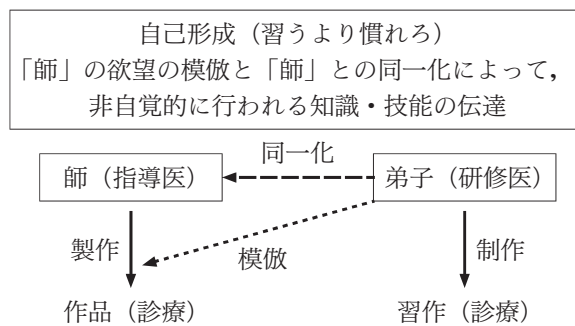 自己形成(習うより慣れろ)
「師」の欲望の模倣と「師」との同一化によって,
非自覚的に行われる知識・技能の伝達
同一化
師(指導医)
弟子(研修医)
製作
模倣
制作
作品(診療)
習作(診療)